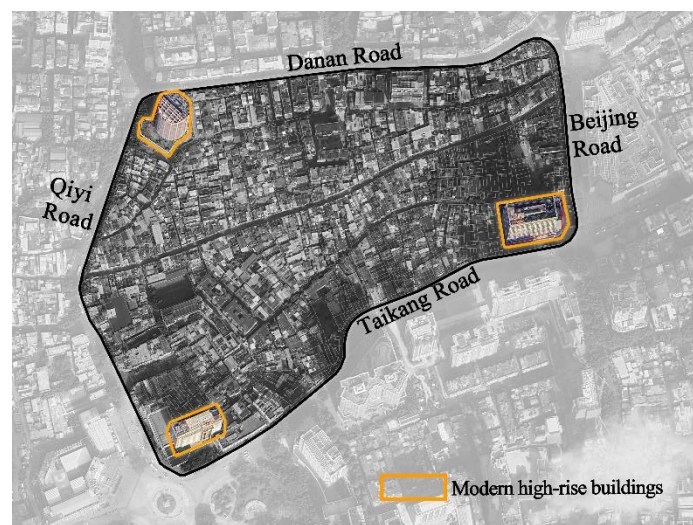 Danan Road
Beijing
Road
Qiyi
Road
Taikang Road
Modern high-rise buildings